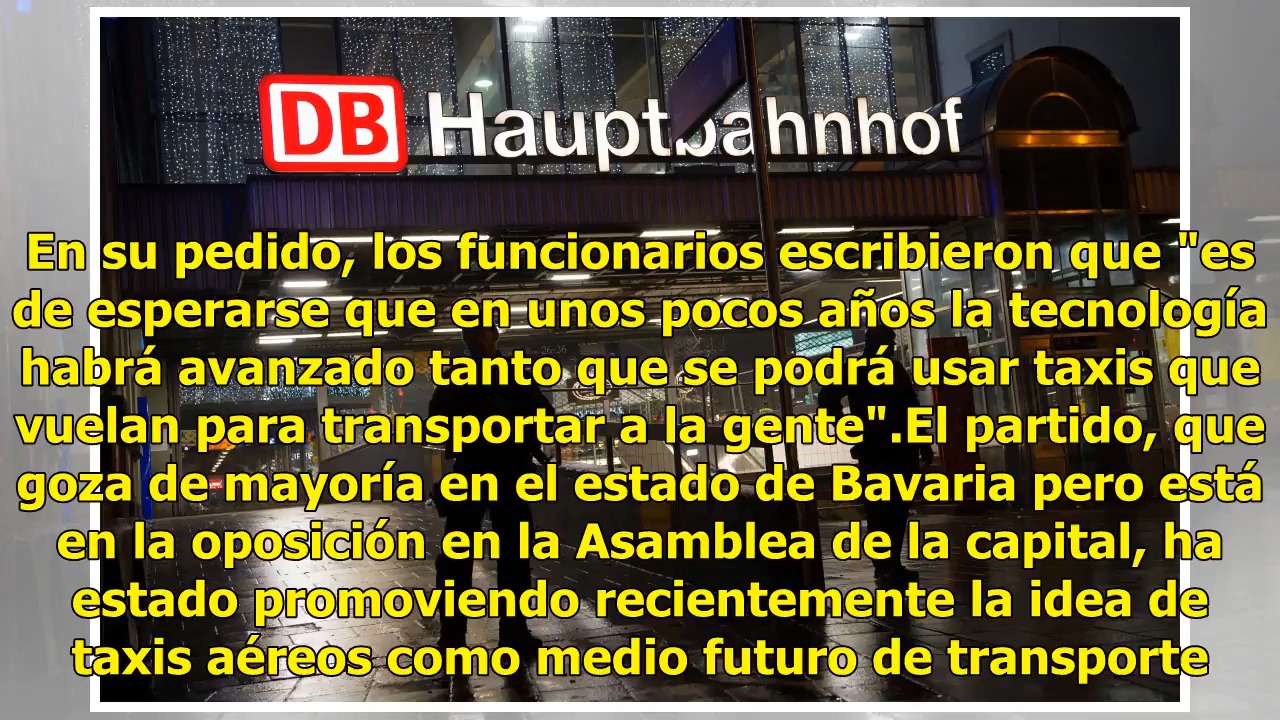 DB Hauptbahnhof
En su pedido, los funcionarios escribieron que "es
de esperarse que en unos pocos años la tecnología
habrá avanzado tanto que se podrá usar taxis que
vuelan para transportar a la gente".El partido, que
goza de mayoría en el estado de Bavaria pero está
en la oposición en la Asamblea de la capital, ha
estado promoviendo recientemente la idea de
taxis aéreos como medio futuro de transporte